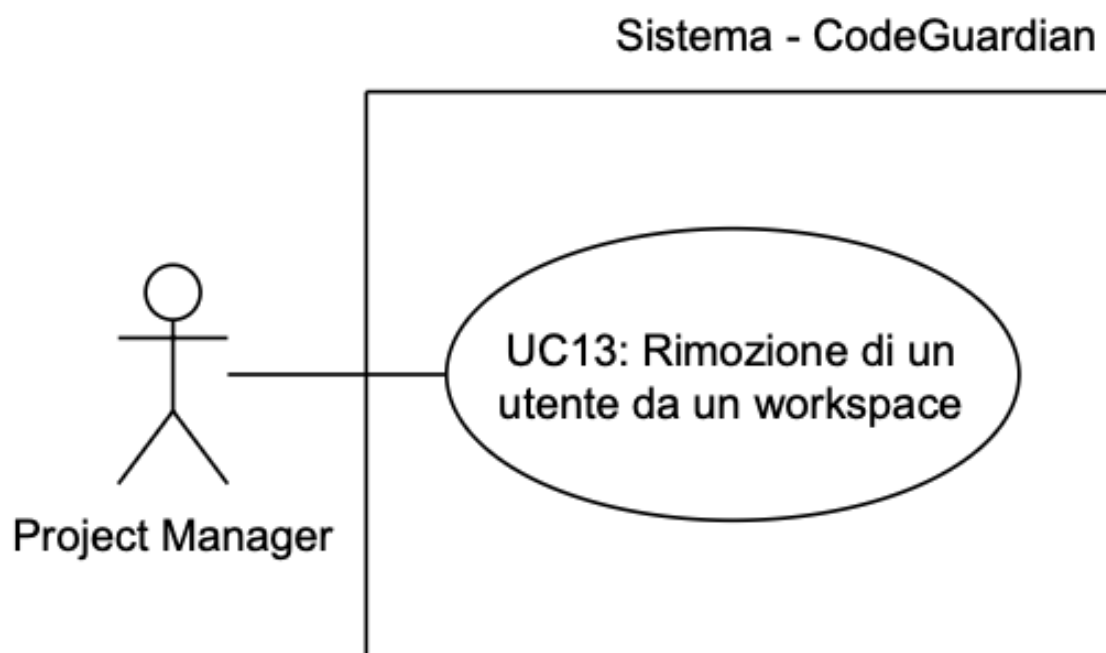 Sistema - CodeGuardian
UC13: Rimozione di un
utente da un workspace
Project Manager